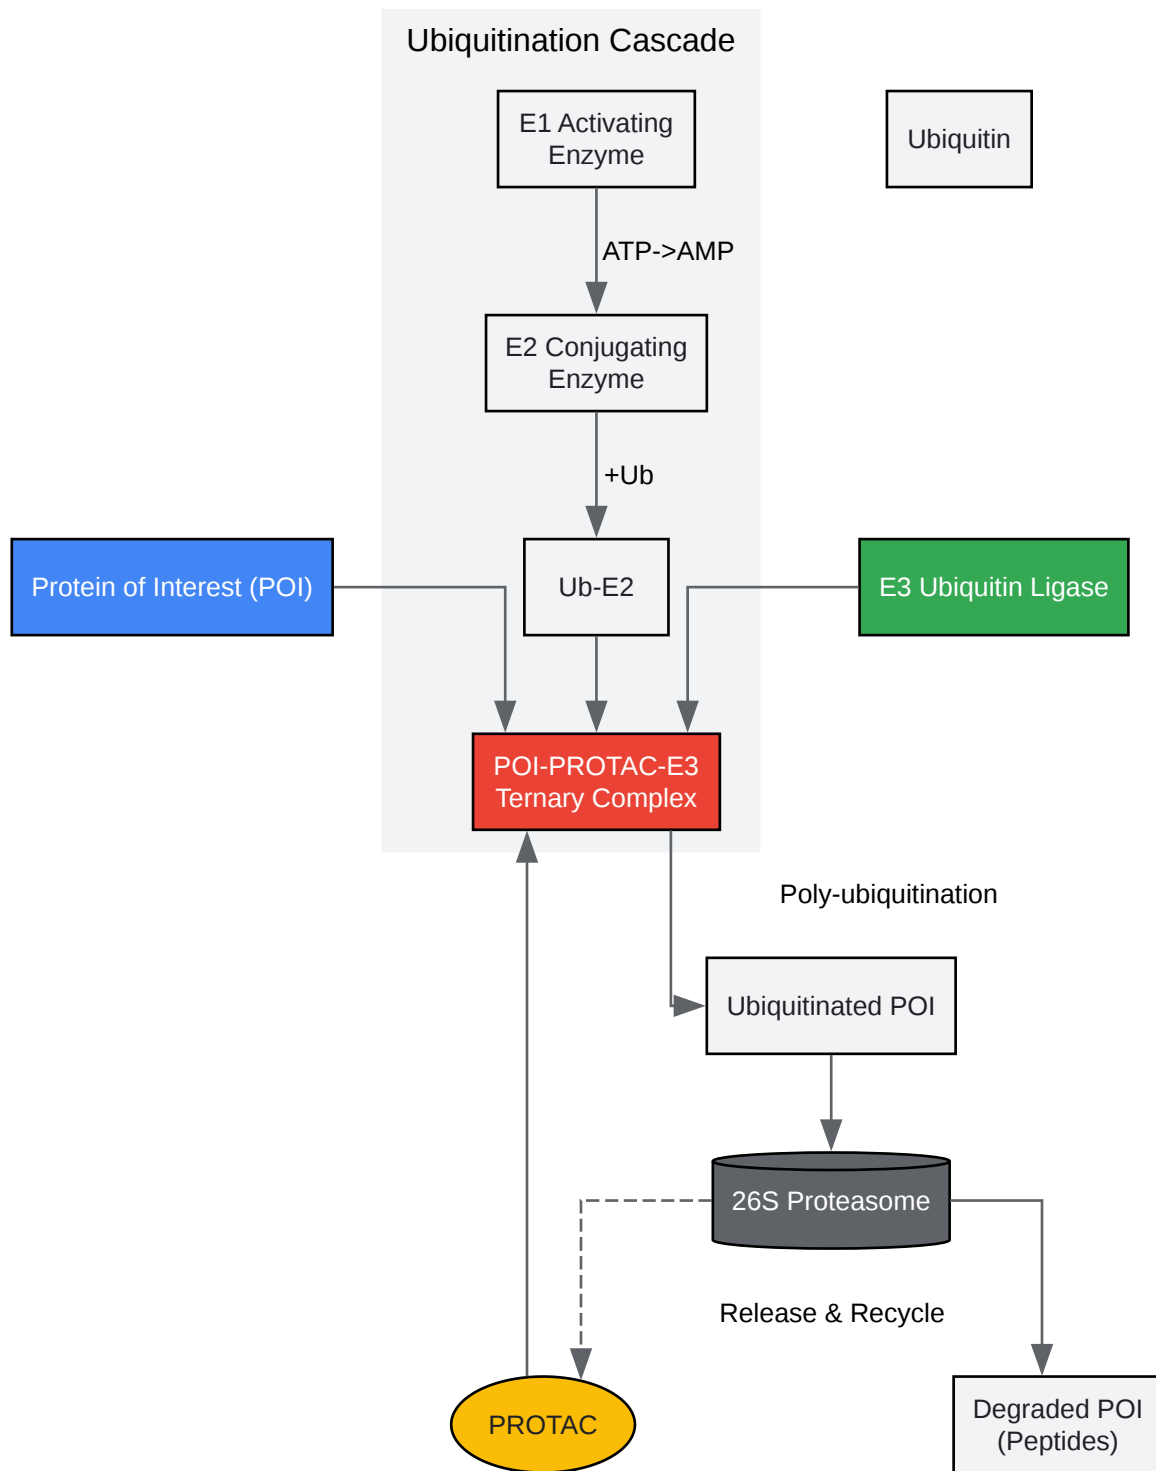 Ubiquitination Cascade
E1 Activating
Enzyme
Ubiquitin
ATP->AMP
E2 Conjugating
Enzyme
+Ub
Protein of Interest (POI)
Ub-E2
E3 Ubiquitin Ligase
POI-PROTAC-E3
Ternary Complex
Poly-ubiquitination
Ubiquitinated POI
26S Proteasome
Release & Recycle
PROTAC
Degraded POI
(Peptides)